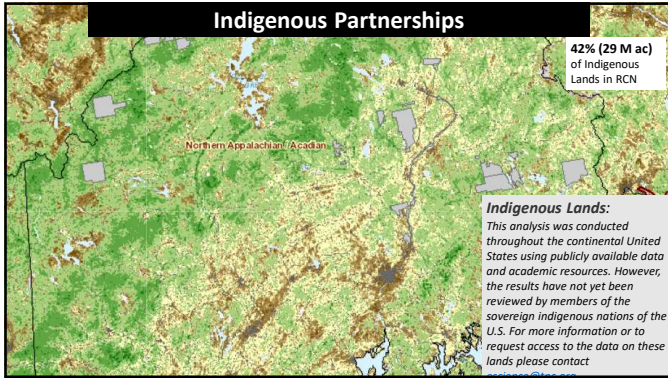 Indigenous Partnerships
42% (29 M ac)
of Indigenous
Lands in RCN
Northern Appalachian / Acadian
Indigenous Lands:
This analysis was conducted
throughout the continental United
States using publicly available data
and academic resources. However,
the results have not yet been
reviewed by members of the
sovereign indigenous nations of the
U.S. For more information or to
request access to the data on these
lands please contact